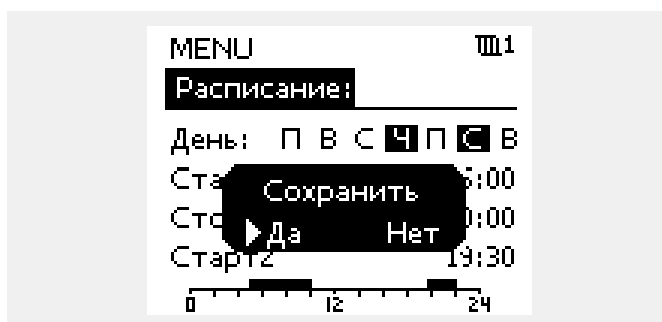 MENU 1
Расписание:
День: П В С Ч П С В
Сохранить
Да Нет
Старт2 19:30
0 12 24